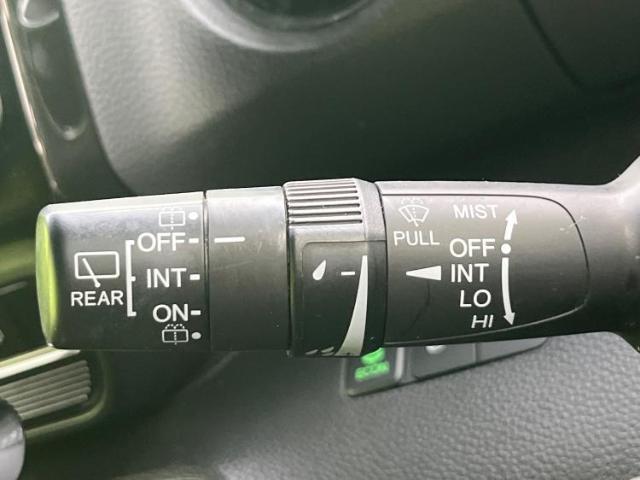 REAR
OFF
INT
ON
PULL
MIST
OFF
INT
LO
HI
ECON